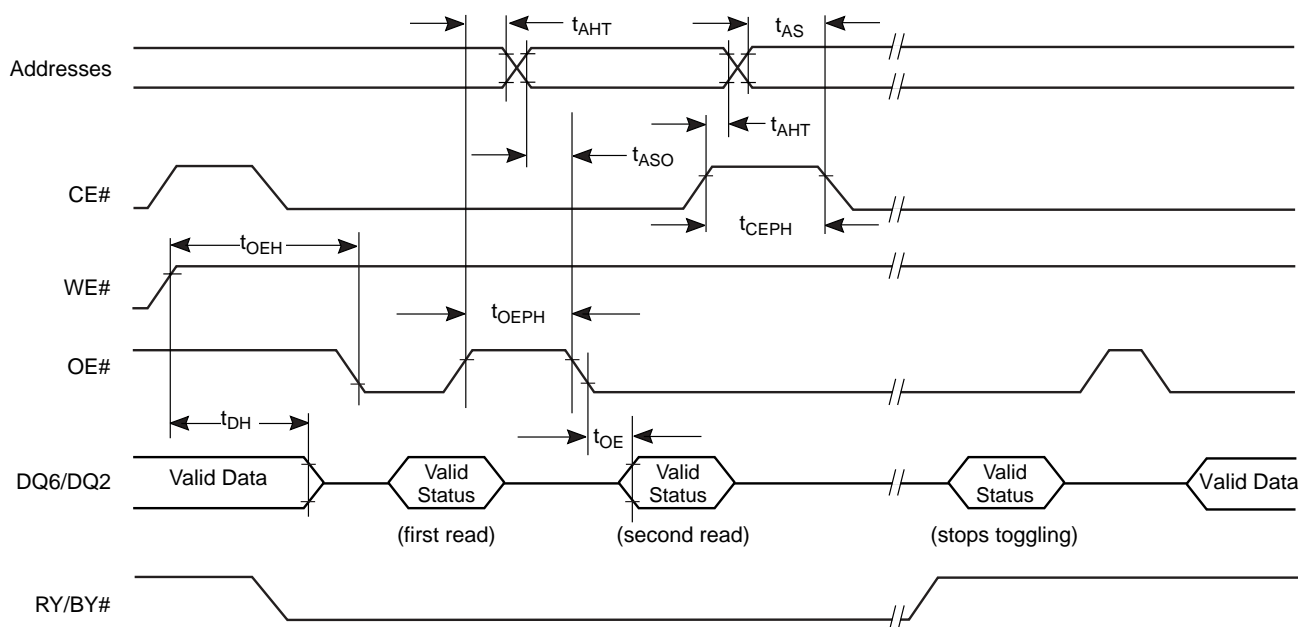 tAHT
tAS
Addresses
tAHT
tASO
CE#
tCEPH
tOEH
WE#
tOEPH
OE#
tDH
tOE
DQ6/DQ2
Valid Data
Valid
Status
Valid
Status
Valid
Status
Valid Data
(first read)
(second read)
(stops toggling)
RY/BY#